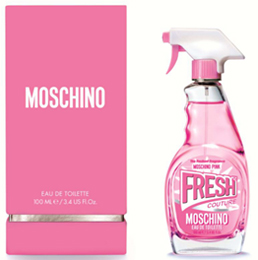 MOSCHINO
EAU DE TOILETTE
100 ML ℮ / 3.4 US FL.Oz.
MOSCHINO PINK
FRESH
COUTURE
MOSCHINO
EAU DE TOILETTE